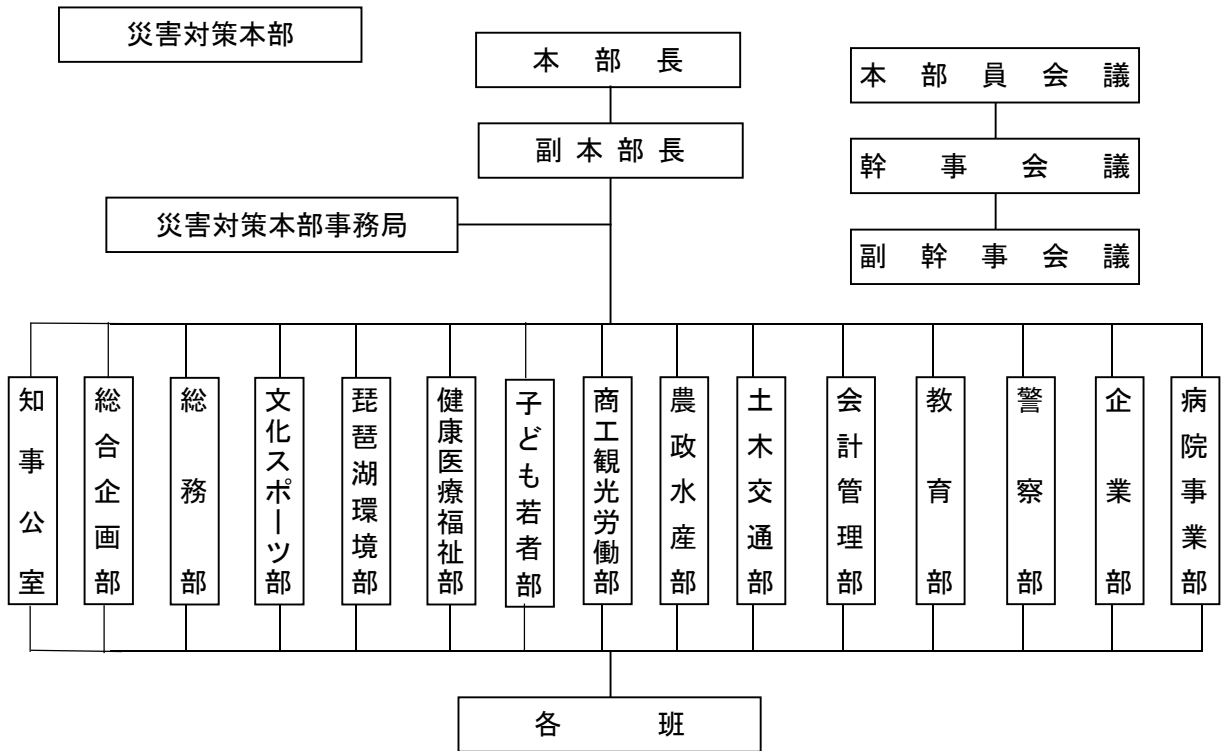 災害対策本部
本部長
本部員会議
副本部長
幹事会議
災害対策本部事務局
副幹事会議
知事公室
総合企画部
総務部
文化スポーツ部
琵琶湖環境部
健康医療福祉部
子ども若者部
商工観光労働部
農政水産部
土木交通部
会計管理部
教育部
警察部
企業部
病院事業部
各班